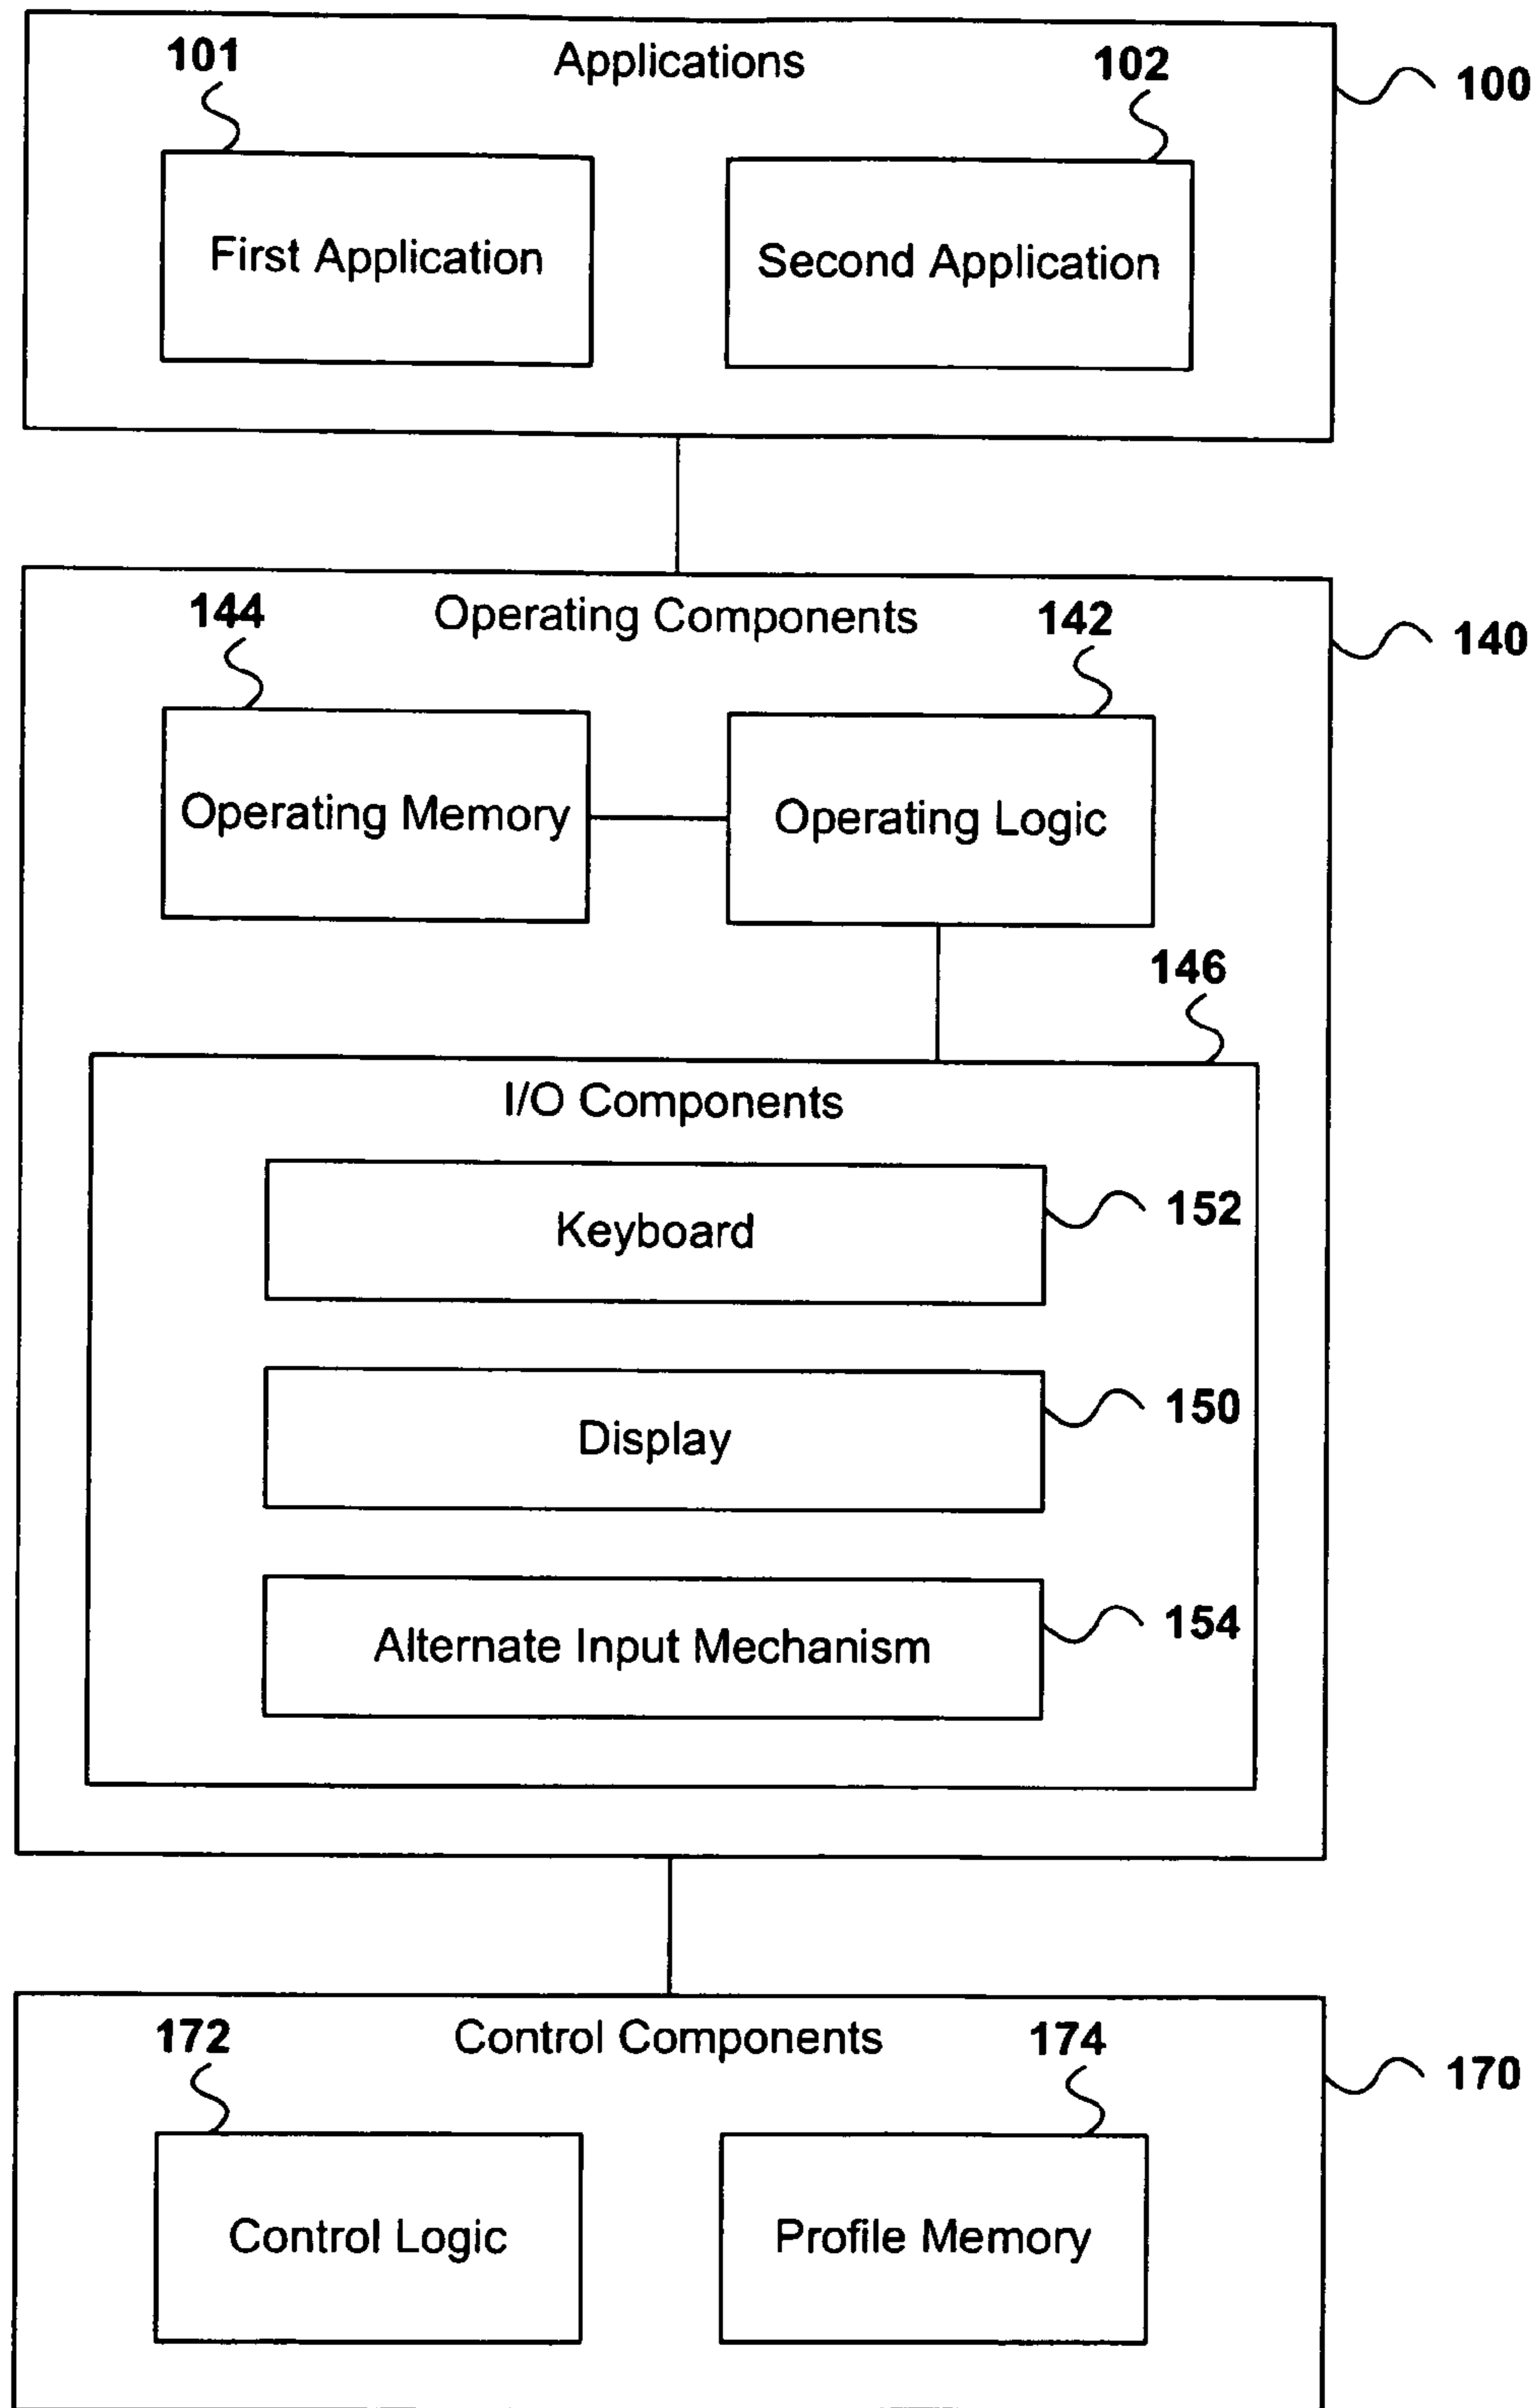 101
Applications
102
100
First Application
Second Application
144
Operating Components
142
140
Operating Memory
Operating Logic
146
I/O Components
Keyboard
152
Display
150
Alternate Input Mechanism
154
172
Control Components
174
170
Control Logic
Profile Memory